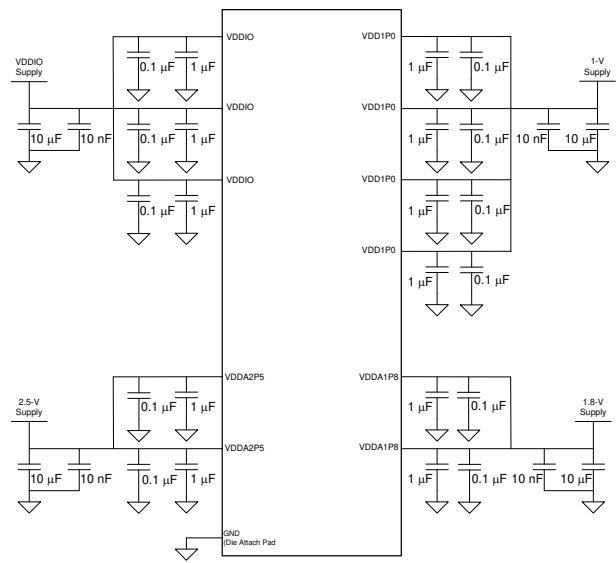 VDDIO
Supply
VDDIO
0.1 µF
1 µF
VDDIO
10 µF
10 nF
0.1 µF
1 µF
VDDIO
0.1 µF
1 µF
VDD1P0
1 µF
0.1 µF
1-V
Supply
VDD1P0
1 µF
0.1 µF
10 nF
10 µF
VDD1P0
1 µF
0.1 µF
VDD1P0
1 µF
0.1 µF
2.5-V
Supply
VDDA2P5
0.1 µF
1 µF
VDDA2P5
10 µF
10 nF
0.1 µF
1 µF
VDDA1P8
1 µF
0.1 µF
1.8-V
Supply
VDDA1P8
1 µF
0.1 µF
10 nF
10 µF
GND
(Die Attach Pad